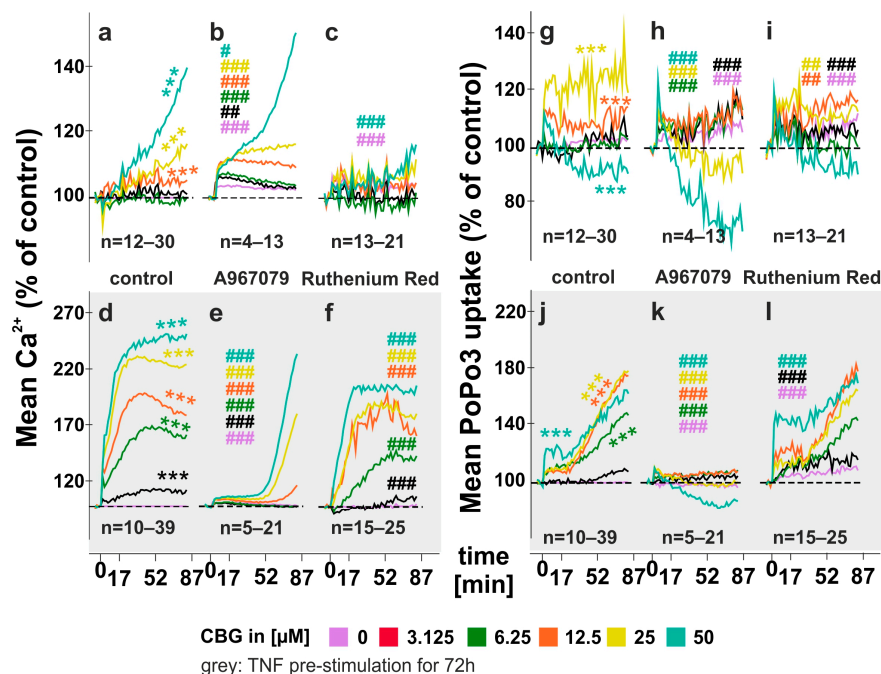 a b c g h i
# ### ### ### ## ###
### ###
*** *** ***
*** *** ***
### ### ### ###
## ## ### ###
140
120
100
80
140
120
100
n=12–30 n=4–13 n=13–21
n=12–30 n=4–13 n=13–21
control A967079 Ruthenium Red
control A967079 Ruthenium Red
Mean Ca²⁺ (% of control)
Mean PoPo3 uptake (% of control)
d e f j k l
270
220
170
120
220
180
140
100
*** *** *** *** ***
### ### ### ### ### ###
### ### ### ### ###
*** *** *** ***
### ### ### ### ###
### ### ###
n=10–39 n=5–21 n=15–25
n=10–39 n=5–21 n=15–25
0 17 52 87 0 17 52 87 0 17 52 87
time [min]
0 17 52 87 0 17 52 87 0 17 52 87
CBG in [µM] 0 3.125 6.25 12.5 25 50
grey: TNF pre-stimulation for 72h